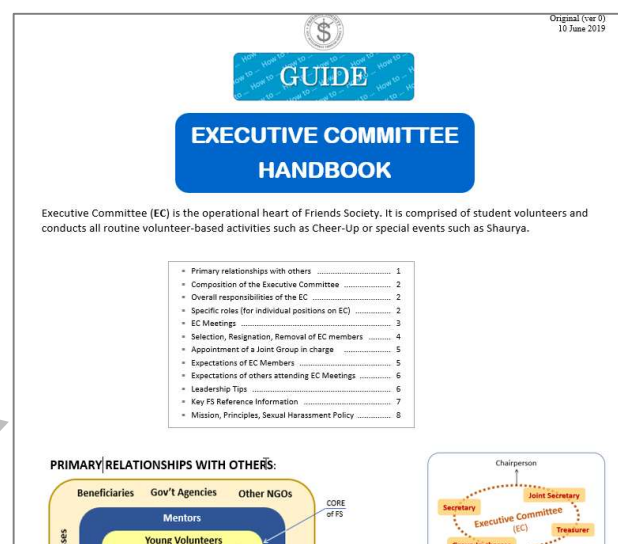 Original (ver 0)
10 June 2019
GUIDE
EXECUTIVE COMMITTEE
HANDBOOK
Executive Committee (EC) is the operational heart of Friends Society. It is comprised of student volunteers and
conducts all routine volunteer-based activities such as Cheer-Up or special events such as Shaurya.
Primary relationships with others ................................ 1
Composition of the Executive Committee .................... 2
Overall responsibilities of the EC ................................. 2
Specific roles (for individual positions on EC) ............... 2
EC Meetings ................................................................ 3
Selection, Resignation, Removal of EC members ......... 4
Appointment of a Joint Group in charge .................... 5
Expectations of EC Members ....................................... 5
Expectations of others attending EC Meetings .............. 6
Leadership Tips ............................................................ 6
Key FS Reference Information ..................................... 7
Mission, Principles, Sexual Harassment Policy .............. 8
PRIMARY RELATIONSHIPS WITH OTHERS:
Beneficiaries Gov't Agencies Other NGOs
CORE
of FS
Mentors
Young Volunteers
Chairperson
Joint Secretary
Secretary
Executive Committee
(EC)
Treasurer